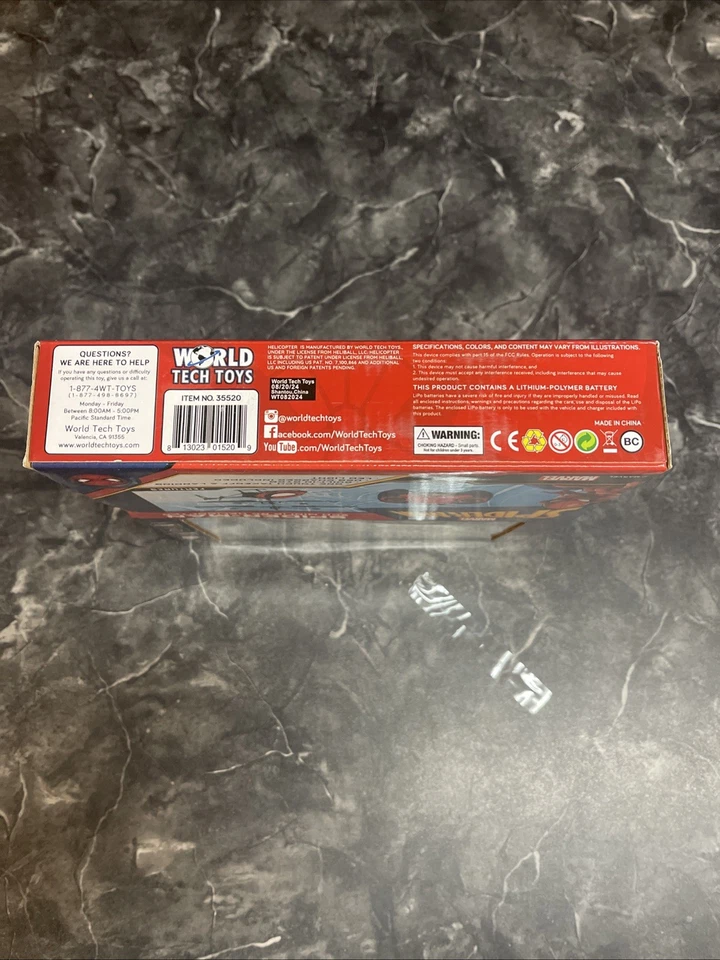 QUESTIONS?
WE ARE HERE TO HELP
If you have any questions or difficulty
operating this toy, give us a call at:
1-877-4WT-TOYS
(1-877-498-8697)
Monday - Friday
Between 8:00AM - 5:00PM
Pacific Standard Time
World Tech Toys
Valencia, CA 91355
WORLD
TECH TOYS
ITEM NO. 35520
8 13023 01520 9
HELICOPTER IS MANUFACTURED BY WORLD TECH TOYS,
UNDER THE LICENSE FROM HELIBALL, LLC. HELICOPTER
IS SUBJECT TO PATENT UNDER LICENSE FROM HELIBALL,
LLC INCLUDING US PAT. NO. 7,100,866 AND ADDITIONAL
US AND FOREIGN PATENTS PENDING.
World Tech Toys
08/20/24
Shantou, China
WT082024
@worldtechtoys
facebook.com/WorldTechToys
YouTube.com/WorldTechToys
SPECIFICATIONS, COLORS, AND CONTENT MAY VARY FROM ILLUSTRATIONS.
This device complies with part 15 of the FCC Rules. Operation is subject to the following
two conditions:
1. This device may not cause harmful interference, and
2. This device must accept any interference received, including interference that may cause
undesired operation.
THIS PRODUCT CONTAINS A LITHIUM-POLYMER BATTERY
LiPo batteries have a severe risk of fire and injury if they are improperly handled or misused. Read
all enclosed instructions, warnings and precautions regarding the care, use and disposal of the LiPo
batteries. The enclosed LiPo battery is only to be used with the vehicle and charger included with
this product.
MADE IN CHINA
WARNING:
CHOKING HAZARD - Small parts.
Not for children under 3 years.
CE
BC
MARVEL